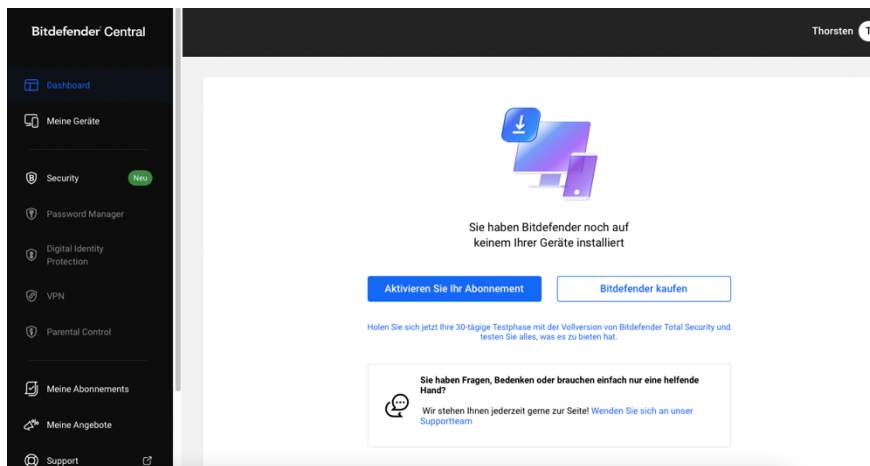 Bitdefender Central
Thorsten
T
Dashboard
Meine Geräte
Security
Neu
Password Manager
Digital Identity
Protection
VPN
Parental Control
Meine Abonnements
Meine Angebote
Support
Sie haben Bitdefender noch auf
keinem Ihrer Geräte installiert
Aktivieren Sie Ihr Abonnement
Bitdefender kaufen
Holen Sie sich jetzt Ihre 30-tägige Testphase mit der Vollversion von Bitdefender Total Security und
testen Sie alles, was es zu bieten hat.
Sie haben Fragen, Bedenken oder brauchen einfach nur eine helfende
Hand?
Wir stehen Ihnen jederzeit gerne zur Seite! Wenden Sie sich an unser
Supportteam